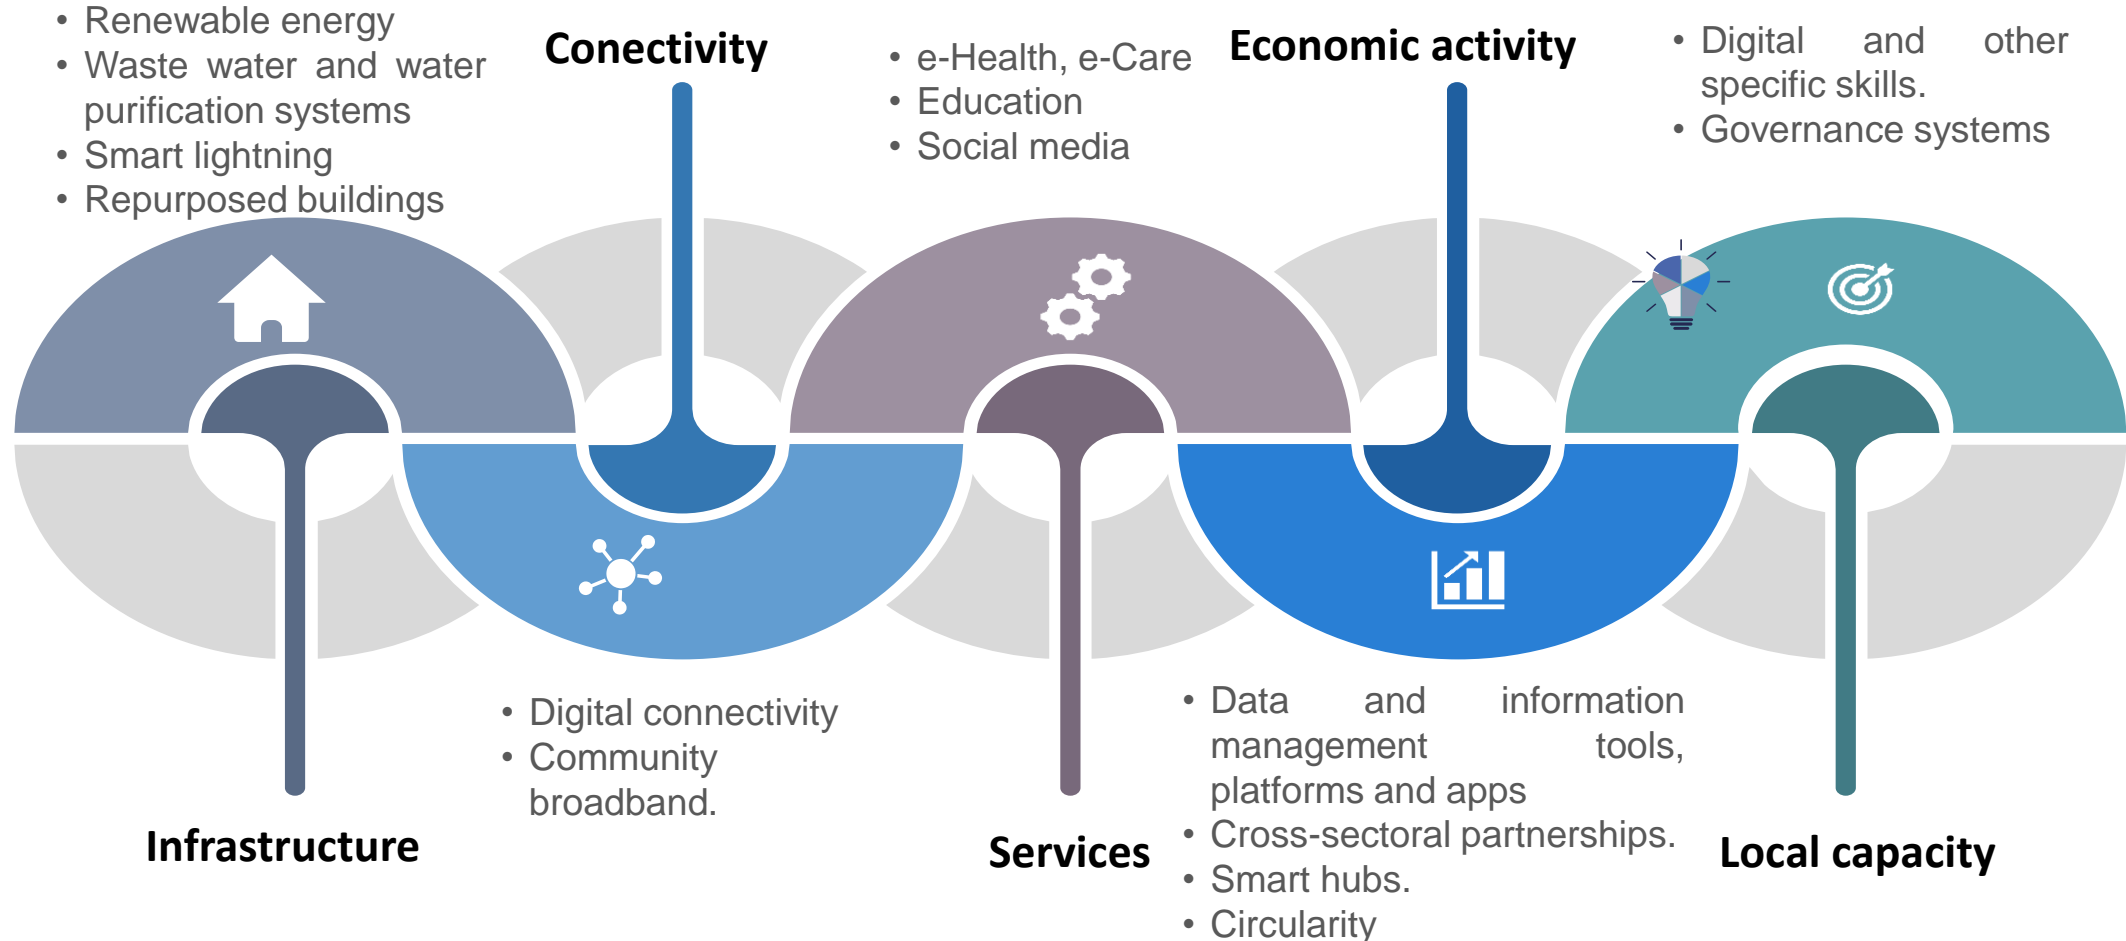 • Renewable energy
• Waste water and water
purification systems
• Smart lightning
• Repurposed buildings
Conectivity
• e-Health, e-Care
• Education
• Social media
Economic activity
• Digital and other
specific skills.
• Governance systems
Infrastructure
• Digital connectivity
• Community
broadband.
Services
• Data and information
management tools,
platforms and apps
• Cross-sectoral partnerships.
• Smart hubs.
• Circularity
Local capacity